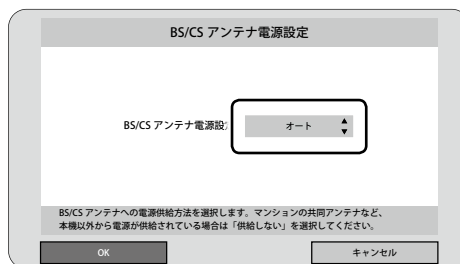 BS/CS アンテナ電源設定
BS/CS アンテナ電源設 オート
BS/CS アンテナへの電源供給方法を選択します。マンションの共同アンテナなど、
本機以外から電源が供給されている場合は「供給しない」を選択してください。
OK キャンセル